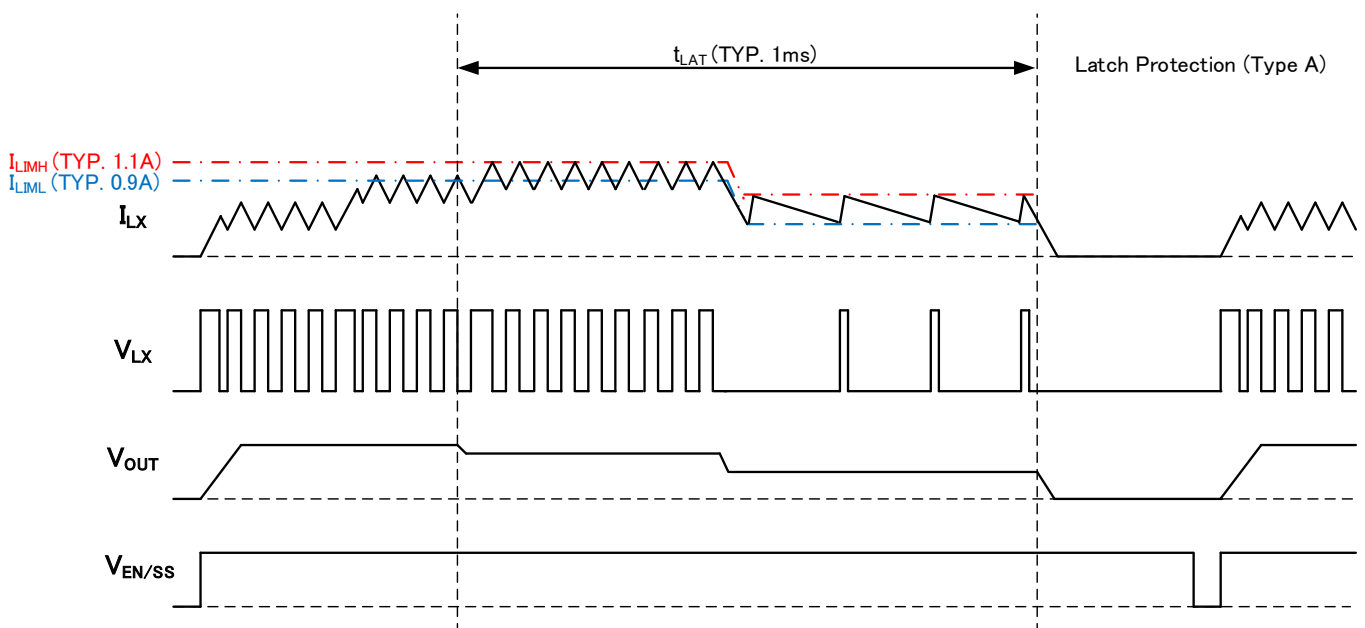 tLAT (TYP. 1ms)
Latch Protection (Type A)
ILIMH (TYP. 1.1A)
ILIML (TYP. 0.9A)
ILX
VLX
VOUT
VEN/SS